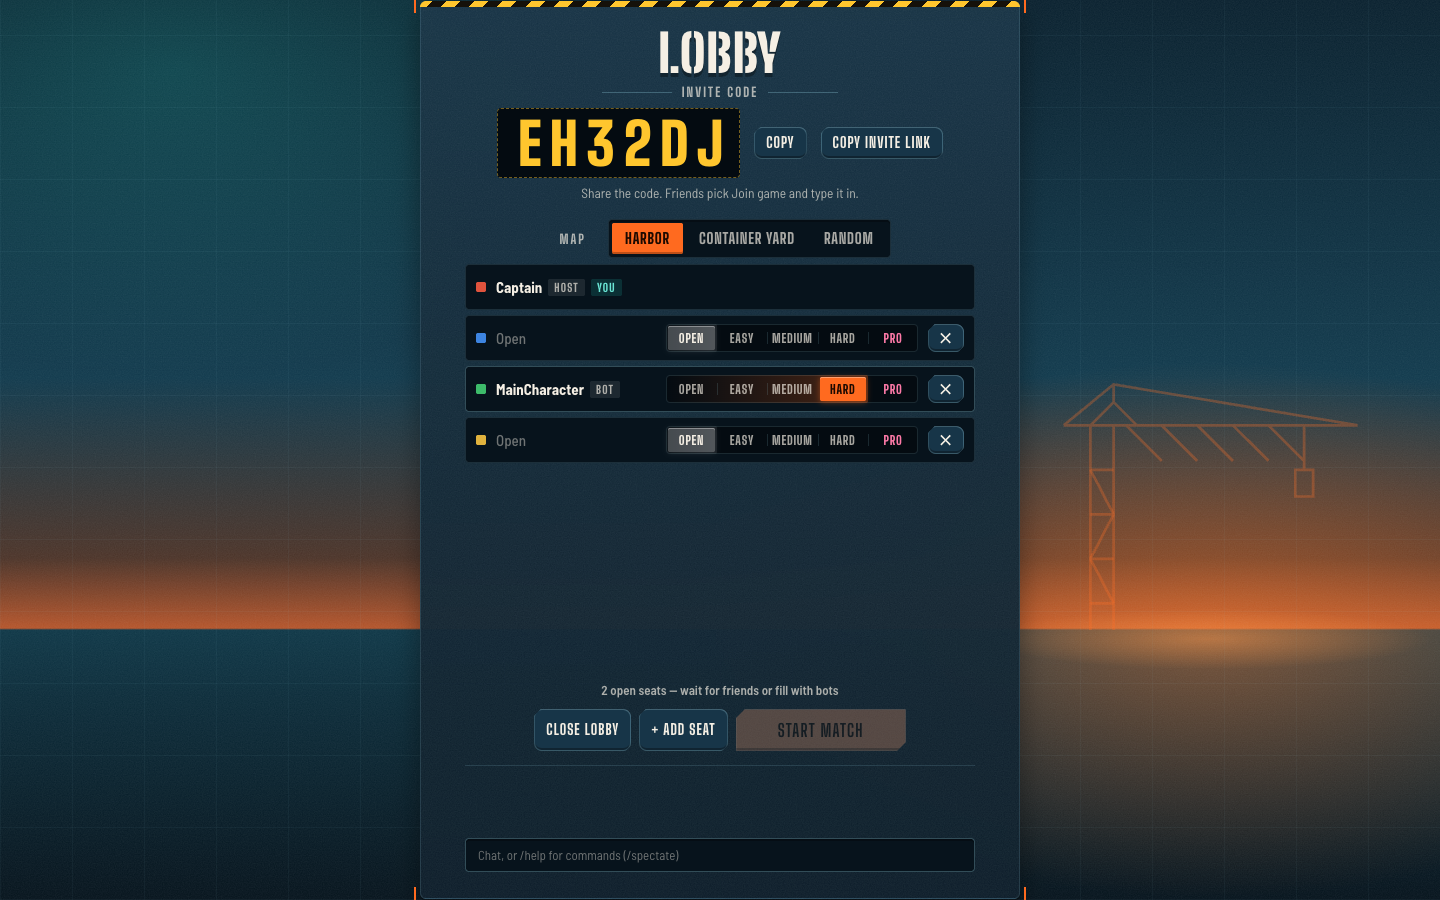 LOBBY
INVITE CODE
EH32DJ COPY COPY INVITE LINK
Share the code. Friends pick Join game and type it in.
MAP HARBOR CONTAINER YARD RANDOM
Captain HOST YOU
Open OPEN EASY MEDIUM HARD PRO ✕
MainCharacter BOT OPEN EASY MEDIUM HARD PRO ✕
Open OPEN EASY MEDIUM HARD PRO ✕
2 open seats — wait for friends or fill with bots
CLOSE LOBBY + ADD SEAT START MATCH
Chat, or /help for commands (/spectate)